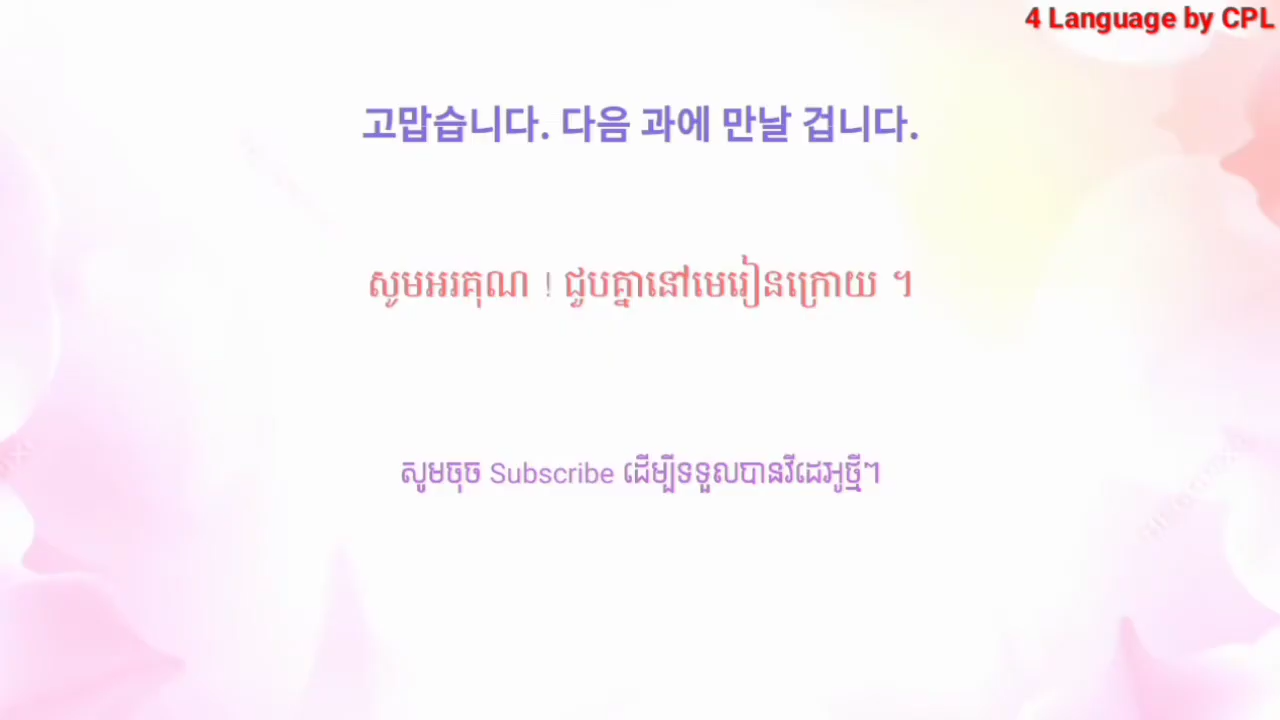 4 Language by CPL
고맙습니다. 다음 과에 만날 겁니다.
សូមអរគុណ ! ជួបគ្នានៅមេរៀនក្រោយ ។
សូមចុច Subscribe ដើម្បីទទួលបានវីដេអូថ្មីៗ